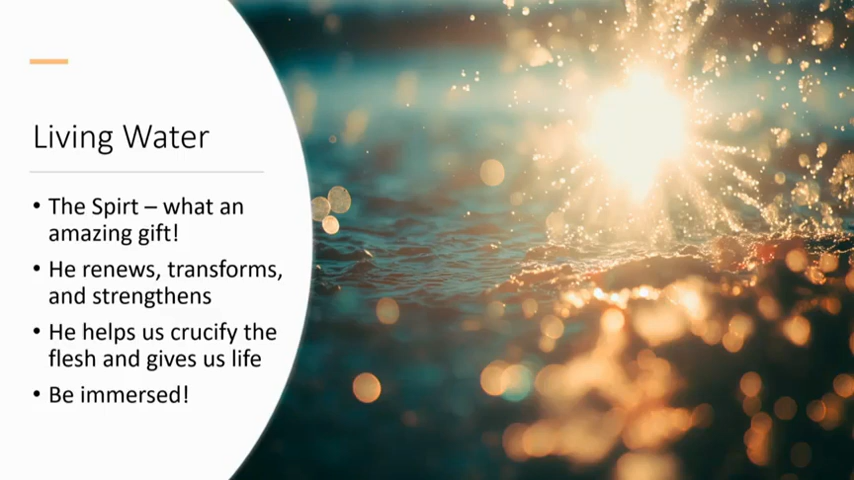 Living Water
• The Spirt – what an
amazing gift!
• He renews, transforms,
and strengthens
• He helps us crucify the
flesh and gives us life
• Be immersed!